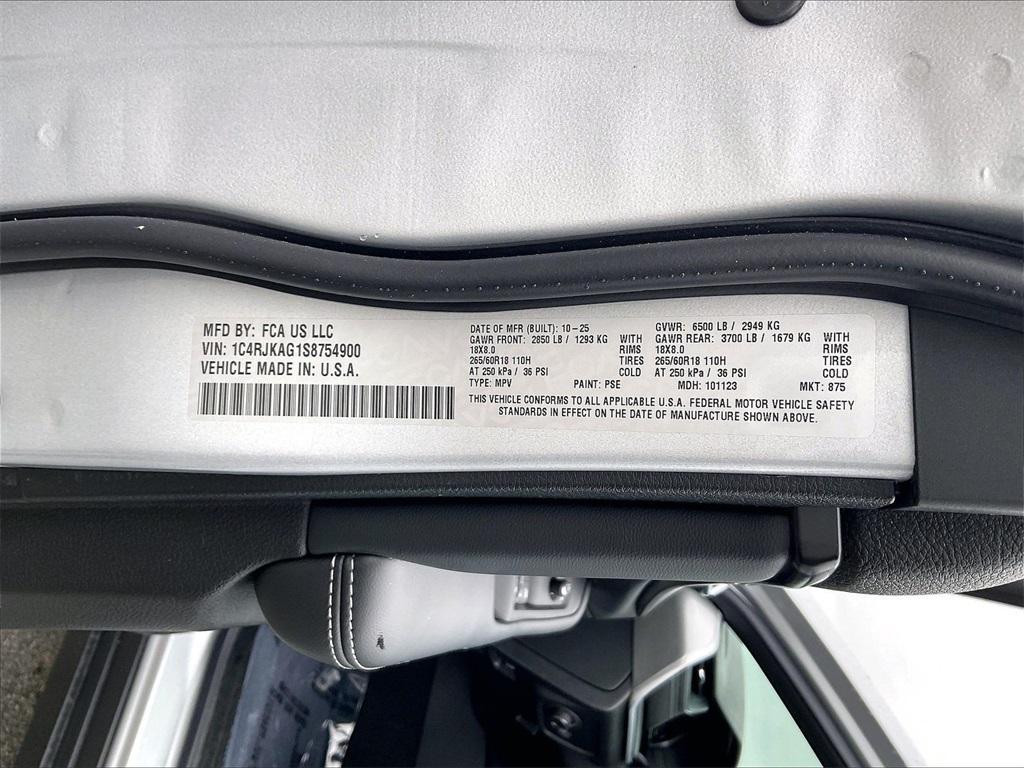 MFD BY: FCA US LLC
VIN: 1C4RJKAG1S8754900
VEHICLE MADE IN: U.S.A.
DATE OF MFR (BUILT): 10-25
GAWR FRONT: 2850 LB / 1293 KG WITH
18X8.0 RIMS
265/60R18 110H TIRES
AT 250 kPa / 36 PSI COLD
TYPE: MPV PAINT: PSE
GVWR: 6500 LB / 2949 KG
GAWR REAR: 3700 LB / 1679 KG WITH
18X8.0 RIMS
265/60R18 110H TIRES
AT 250 kPa / 36 PSI COLD
MDH: 101123 MKT: 875
THIS VEHICLE CONFORMS TO ALL APPLICABLE U.S.A. FEDERAL MOTOR VEHICLE SAFETY
STANDARDS IN EFFECT ON THE DATE OF MANUFACTURE SHOWN ABOVE.